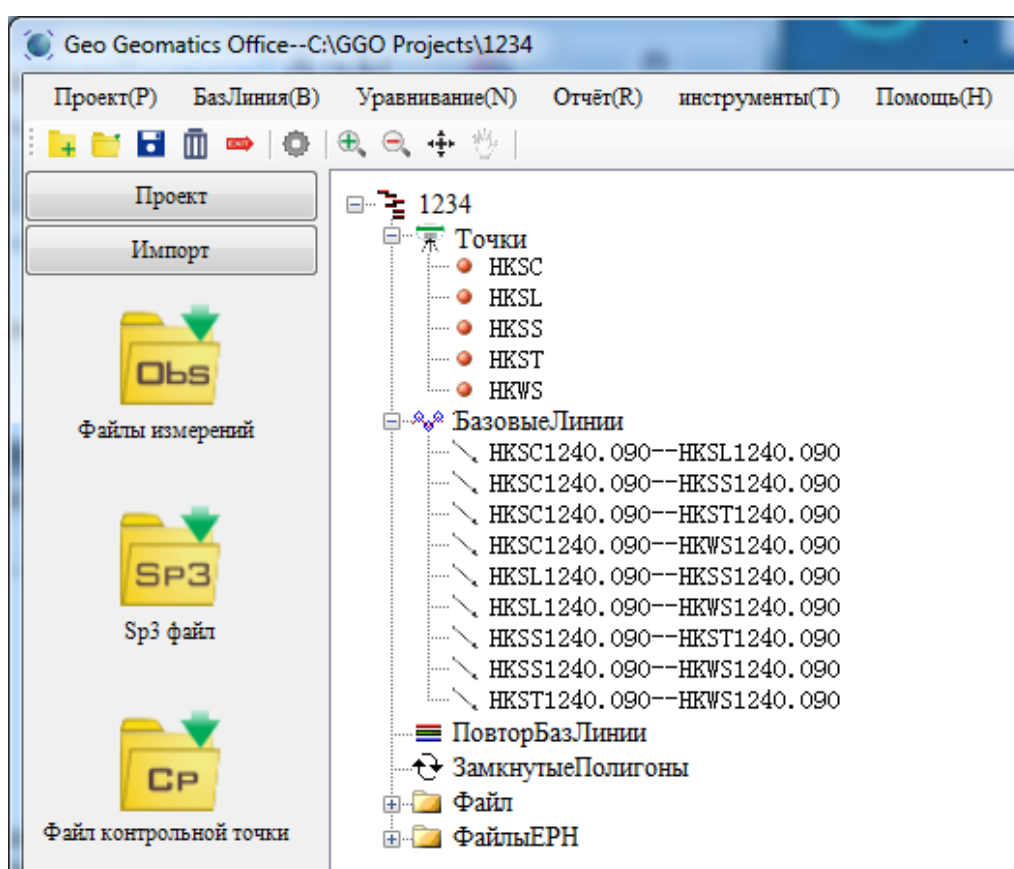 Geo Geomatics Office--C:\GGO Projects\1234
Проект(P) БазЛиния(B) Уравнивание(N) Отчёт(R) инструменты(T) Помощь(H)
Проект
Импорт
Obs
Файлы измерений
Sp3
Sp3 файл
Cp
Файл контрольной точки
1234
Точки
HKSC
HKSL
HKSS
HKST
HKWS
БазовыеЛинии
HKSC1240.090--HKSL1240.090
HKSC1240.090--HKSS1240.090
HKSC1240.090--HKST1240.090
HKSC1240.090--HKWS1240.090
HKSL1240.090--HKSS1240.090
HKSL1240.090--HKWS1240.090
HKSS1240.090--HKST1240.090
HKSS1240.090--HKWS1240.090
HKST1240.090--HKWS1240.090
ПовторБазЛинии
ЗамкнутыеПолигоны
Файл
ФайлыEPH